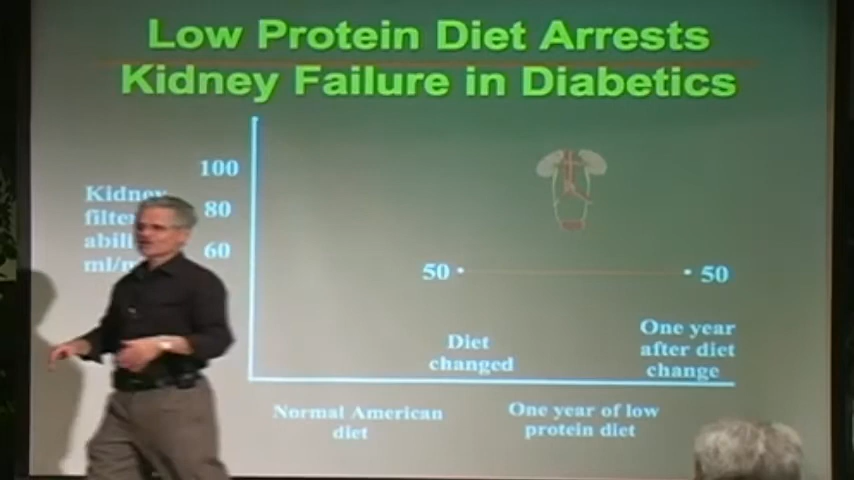 Low Protein Diet Arrests
Kidney Failure in Diabetics
100
80
60
Kidney
50
50
Diet
changed
One year
after diet
change
Normal American
diet
One year of low
protein diet